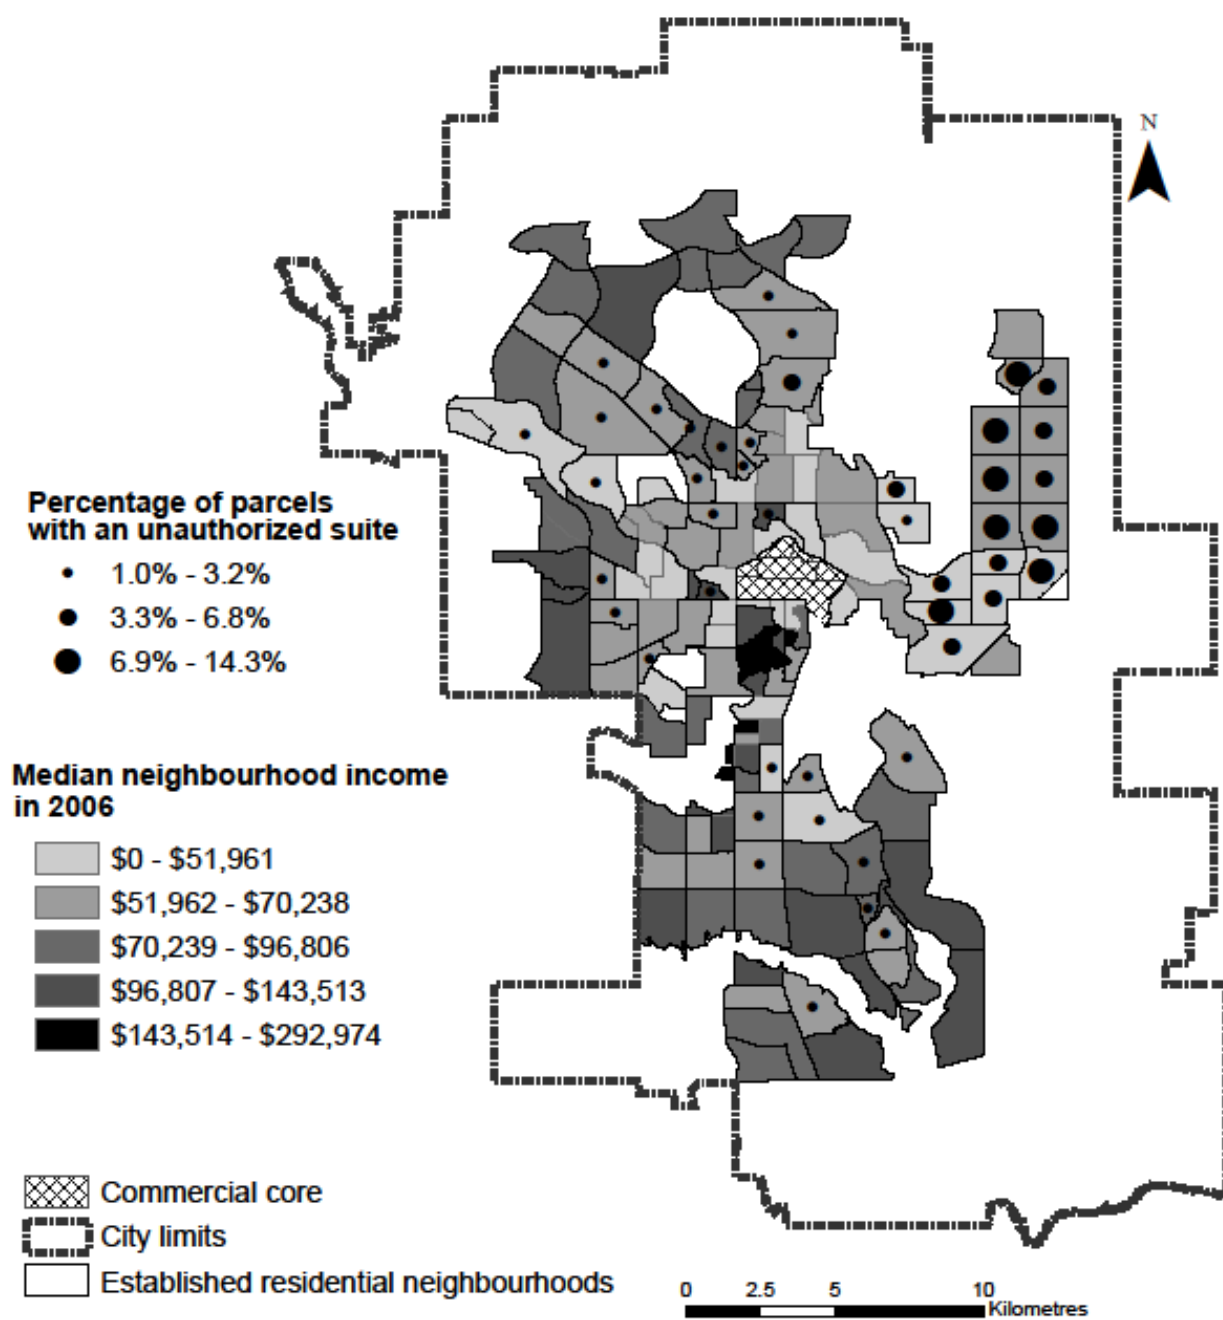 N
Percentage of parcels
with an unauthorized suite
1.0% - 3.2%
3.3% - 6.8%
6.9% - 14.3%
Median neighbourhood income
in 2006
$0 - $51,961
$51,962 - $70,238
$70,239 - $96,806
$96,807 - $143,513
$143,514 - $292,974
Commercial core
City limits
Established residential neighbourhoods
0 2.5 5 10
Kilometres